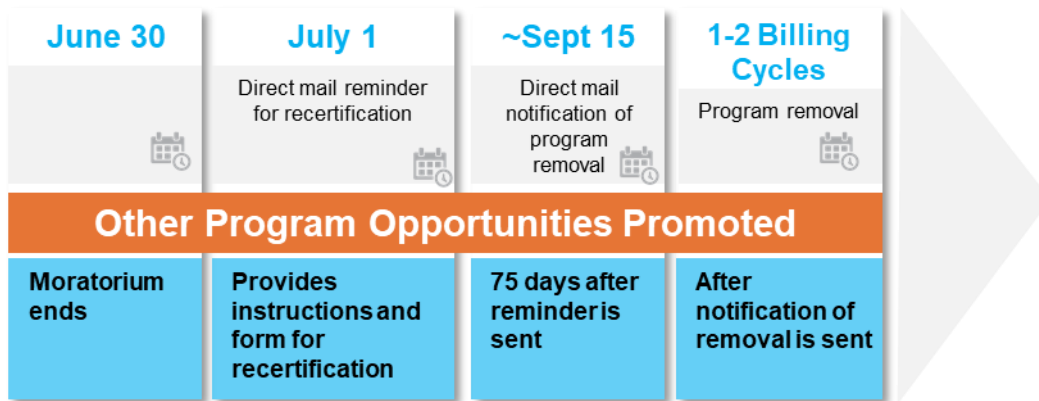 June 30
July 1
~Sept 15
1-2 Billing
Cycles
Direct mail reminder
for recertification
Direct mail
notification of
program
removal
Program removal
Other Program Opportunities Promoted
Moratorium
ends
Provides
instructions and
form for
recertification
75 days after
reminder is
sent
After
notification of
removal is sent